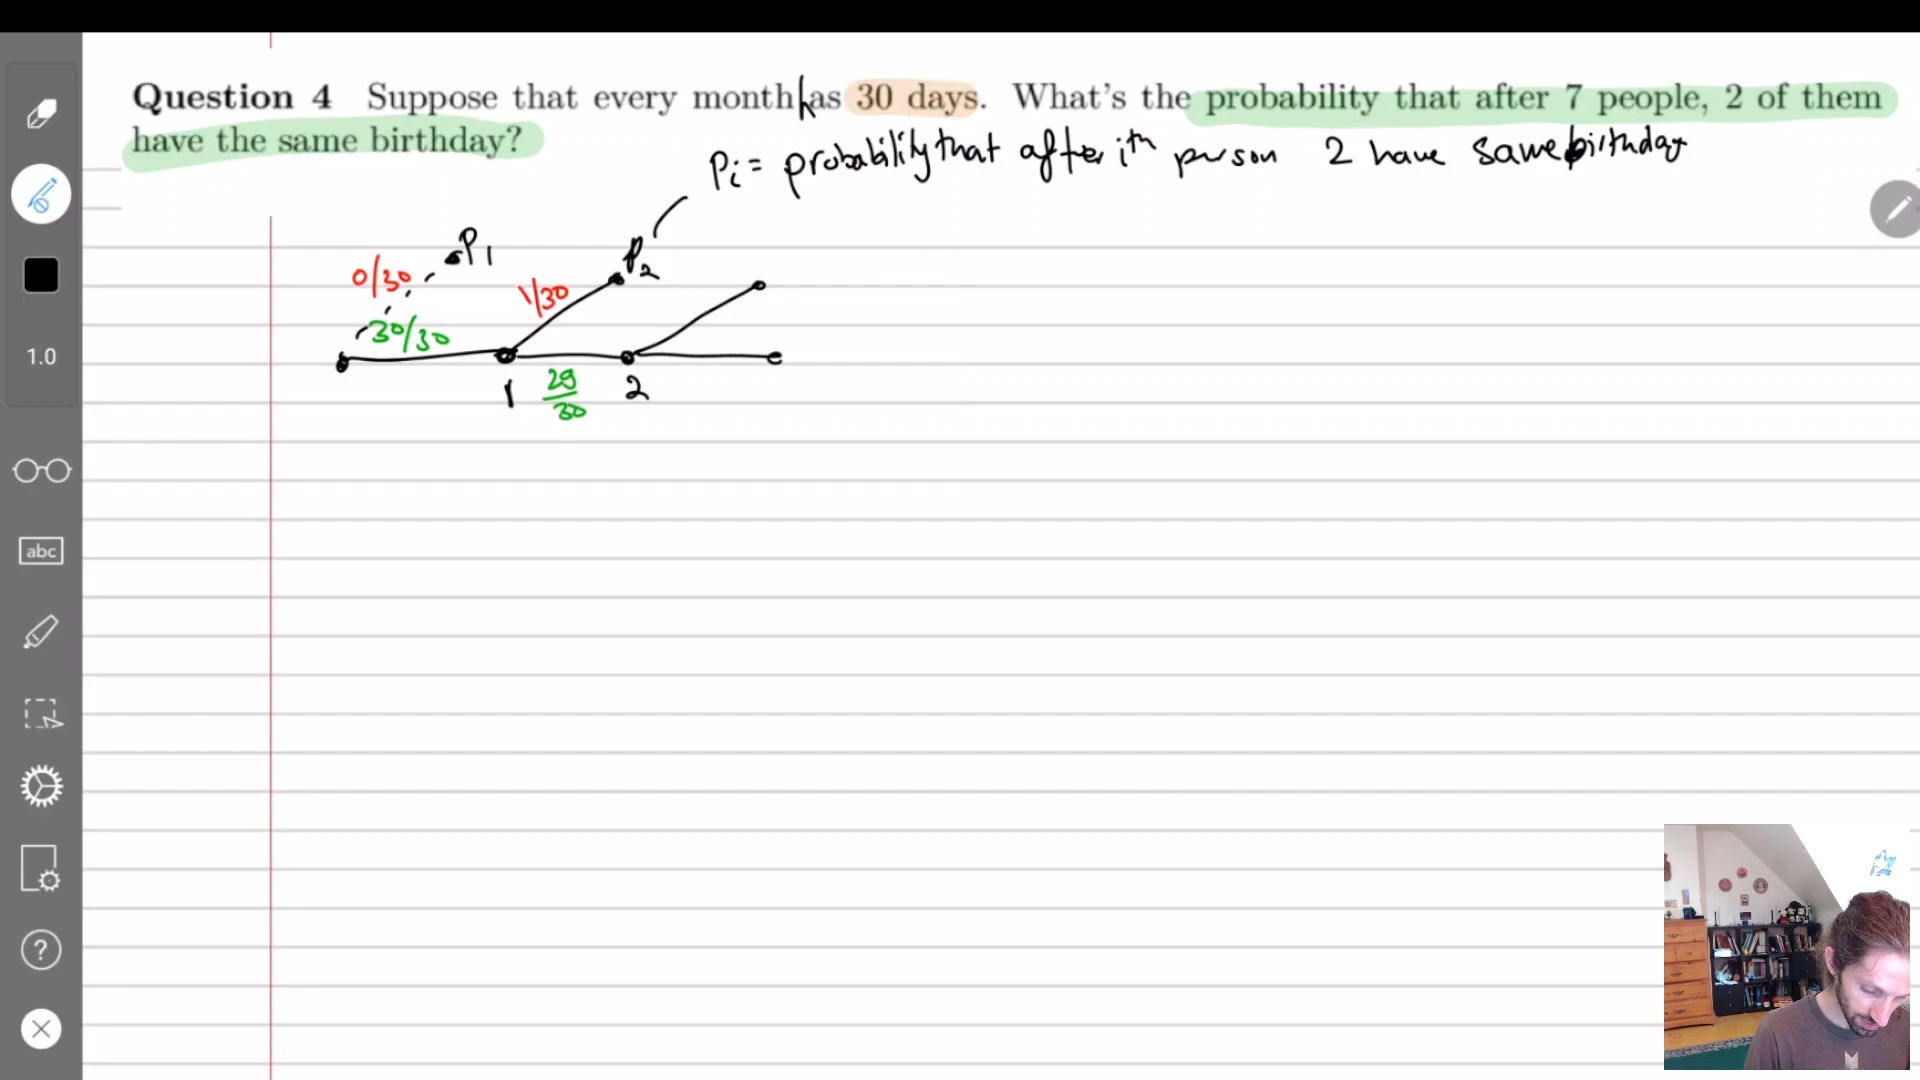 Question 4 Suppose that every month has 30 days. What's the probability that after 7 people, 2 of them
have the same birthday?
Pi = probability that after ith person 2 have same birthday
P1
P2
0/30
1/30
30/30
1.0
1
29/30
2
abc
?